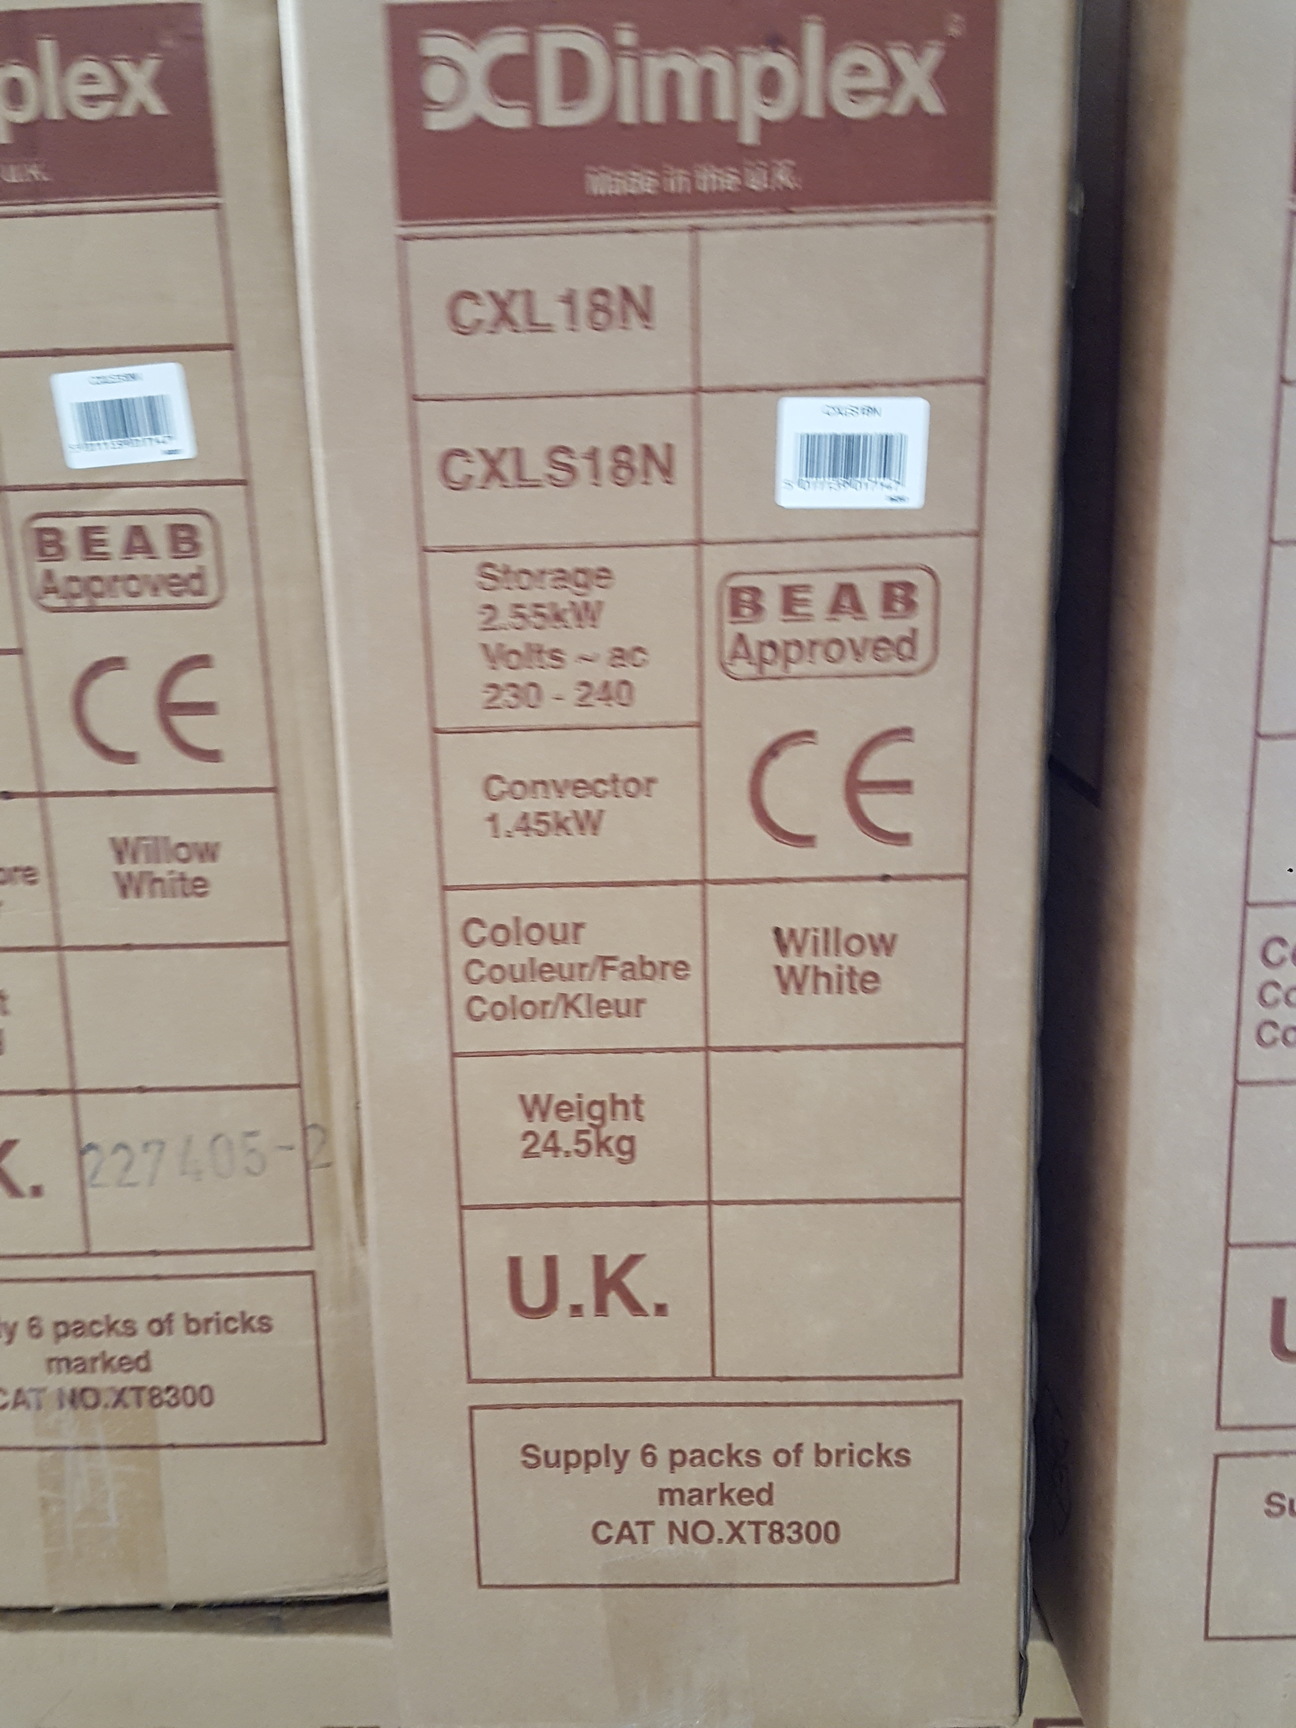 plex
U.K.
BEAB
Approved
CE
Willow
White
K.
227405-2
6 packs of bricks
marked
CAT NO.XT8300
Dimplex
Made in the U.K.
CXL18N
CXLS18N
CXLS18N
Storage
2.55kW
Volts ~ ac
230 - 240
BEAB
Approved
CE
Convector
1.45kW
Colour
Couleur/Fabre
Color/Kleur
Willow
White
Weight
24.5kg
U.K.
Supply 6 packs of bricks
marked
CAT NO.XT8300